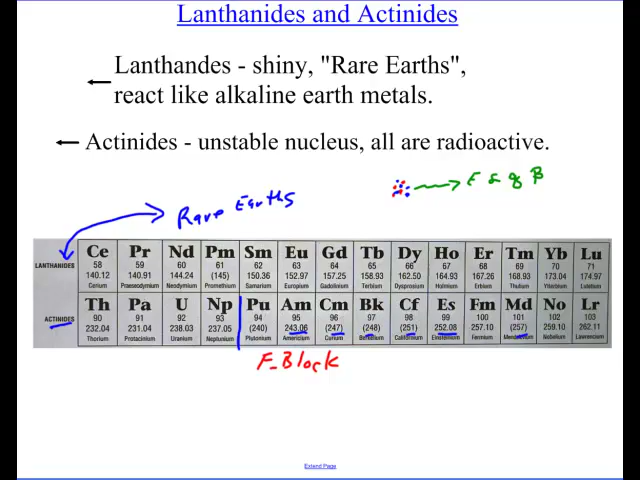 Lanthanides and Actinides
Lanthandes - shiny, "Rare Earths",
react like alkaline earth metals.
Actinides - unstable nucleus, all are radioactive.
E & of B
Rare Earths
LANTHANIDES
Ce Pr Nd Pm Sm Eu Gd Tb Dy Ho Er Tm Yb Lu
58 59 60 61 62 63 64 65 66 67 68 69 70 71
140.12 140.91 144.24 (145) 150.36 152.97 157.25 158.93 162.50 164.93 167.26 168.93 173.04 174.97
Cerium Praeseodymium Neodymium Promethium Samarium Europium Gadolinium Terbium Dysprosium Holmium Erbium Thulium Ytterbium Lutetium
ACTINIDES
Th Pa U Np Pu Am Cm Bk Cf Es Fm Md No Lr
90 91 92 93 94 95 96 97 98 99 100 101 102 103
232.04 231.04 238.03 237.05 (240) 243.06 (247) (248) (251) 252.08 257.10 (257) 259.10 262.11
Thorium Protacinium Uranium Neptunium Plutonium Americium Curium Berkelium Californium Einsteinium Fermium Mendelevium Nobelium Lawrencium
F-Block
Extend Page